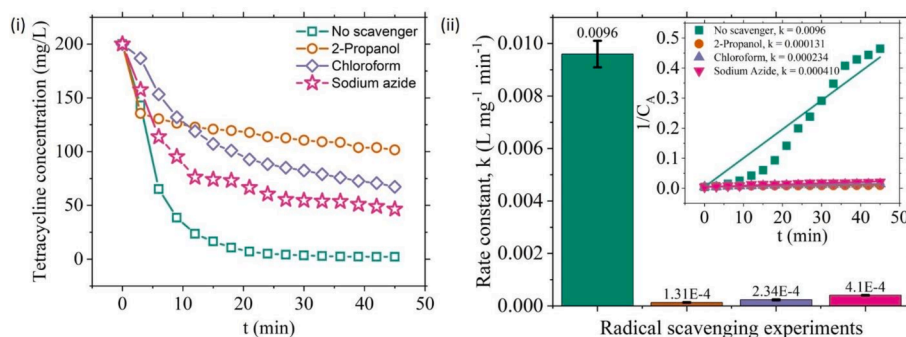 (i)
200
150
100
50
0
Tetracycline concentration (mg/L)
No scavenger
2-Propanol
Chloroform
Sodium azide
0 10 20 30 40 50
t (min)
(ii)
0.010
0.008
0.006
0.004
0.002
0.000
Rate constant, k (L mg⁻¹ min⁻¹)
0.0096
1.31E-4
2.34E-4
4.1E-4
Radical scavenging experiments
No scavenger, k = 0.0096
2-Propanol, k = 0.000131
Chloroform, k = 0.000234
Sodium Azide, k = 0.000410
0.5
0.4
0.3
0.2
0.1
0.0
1/C_A
0 10 20 30 40 50
t (min)